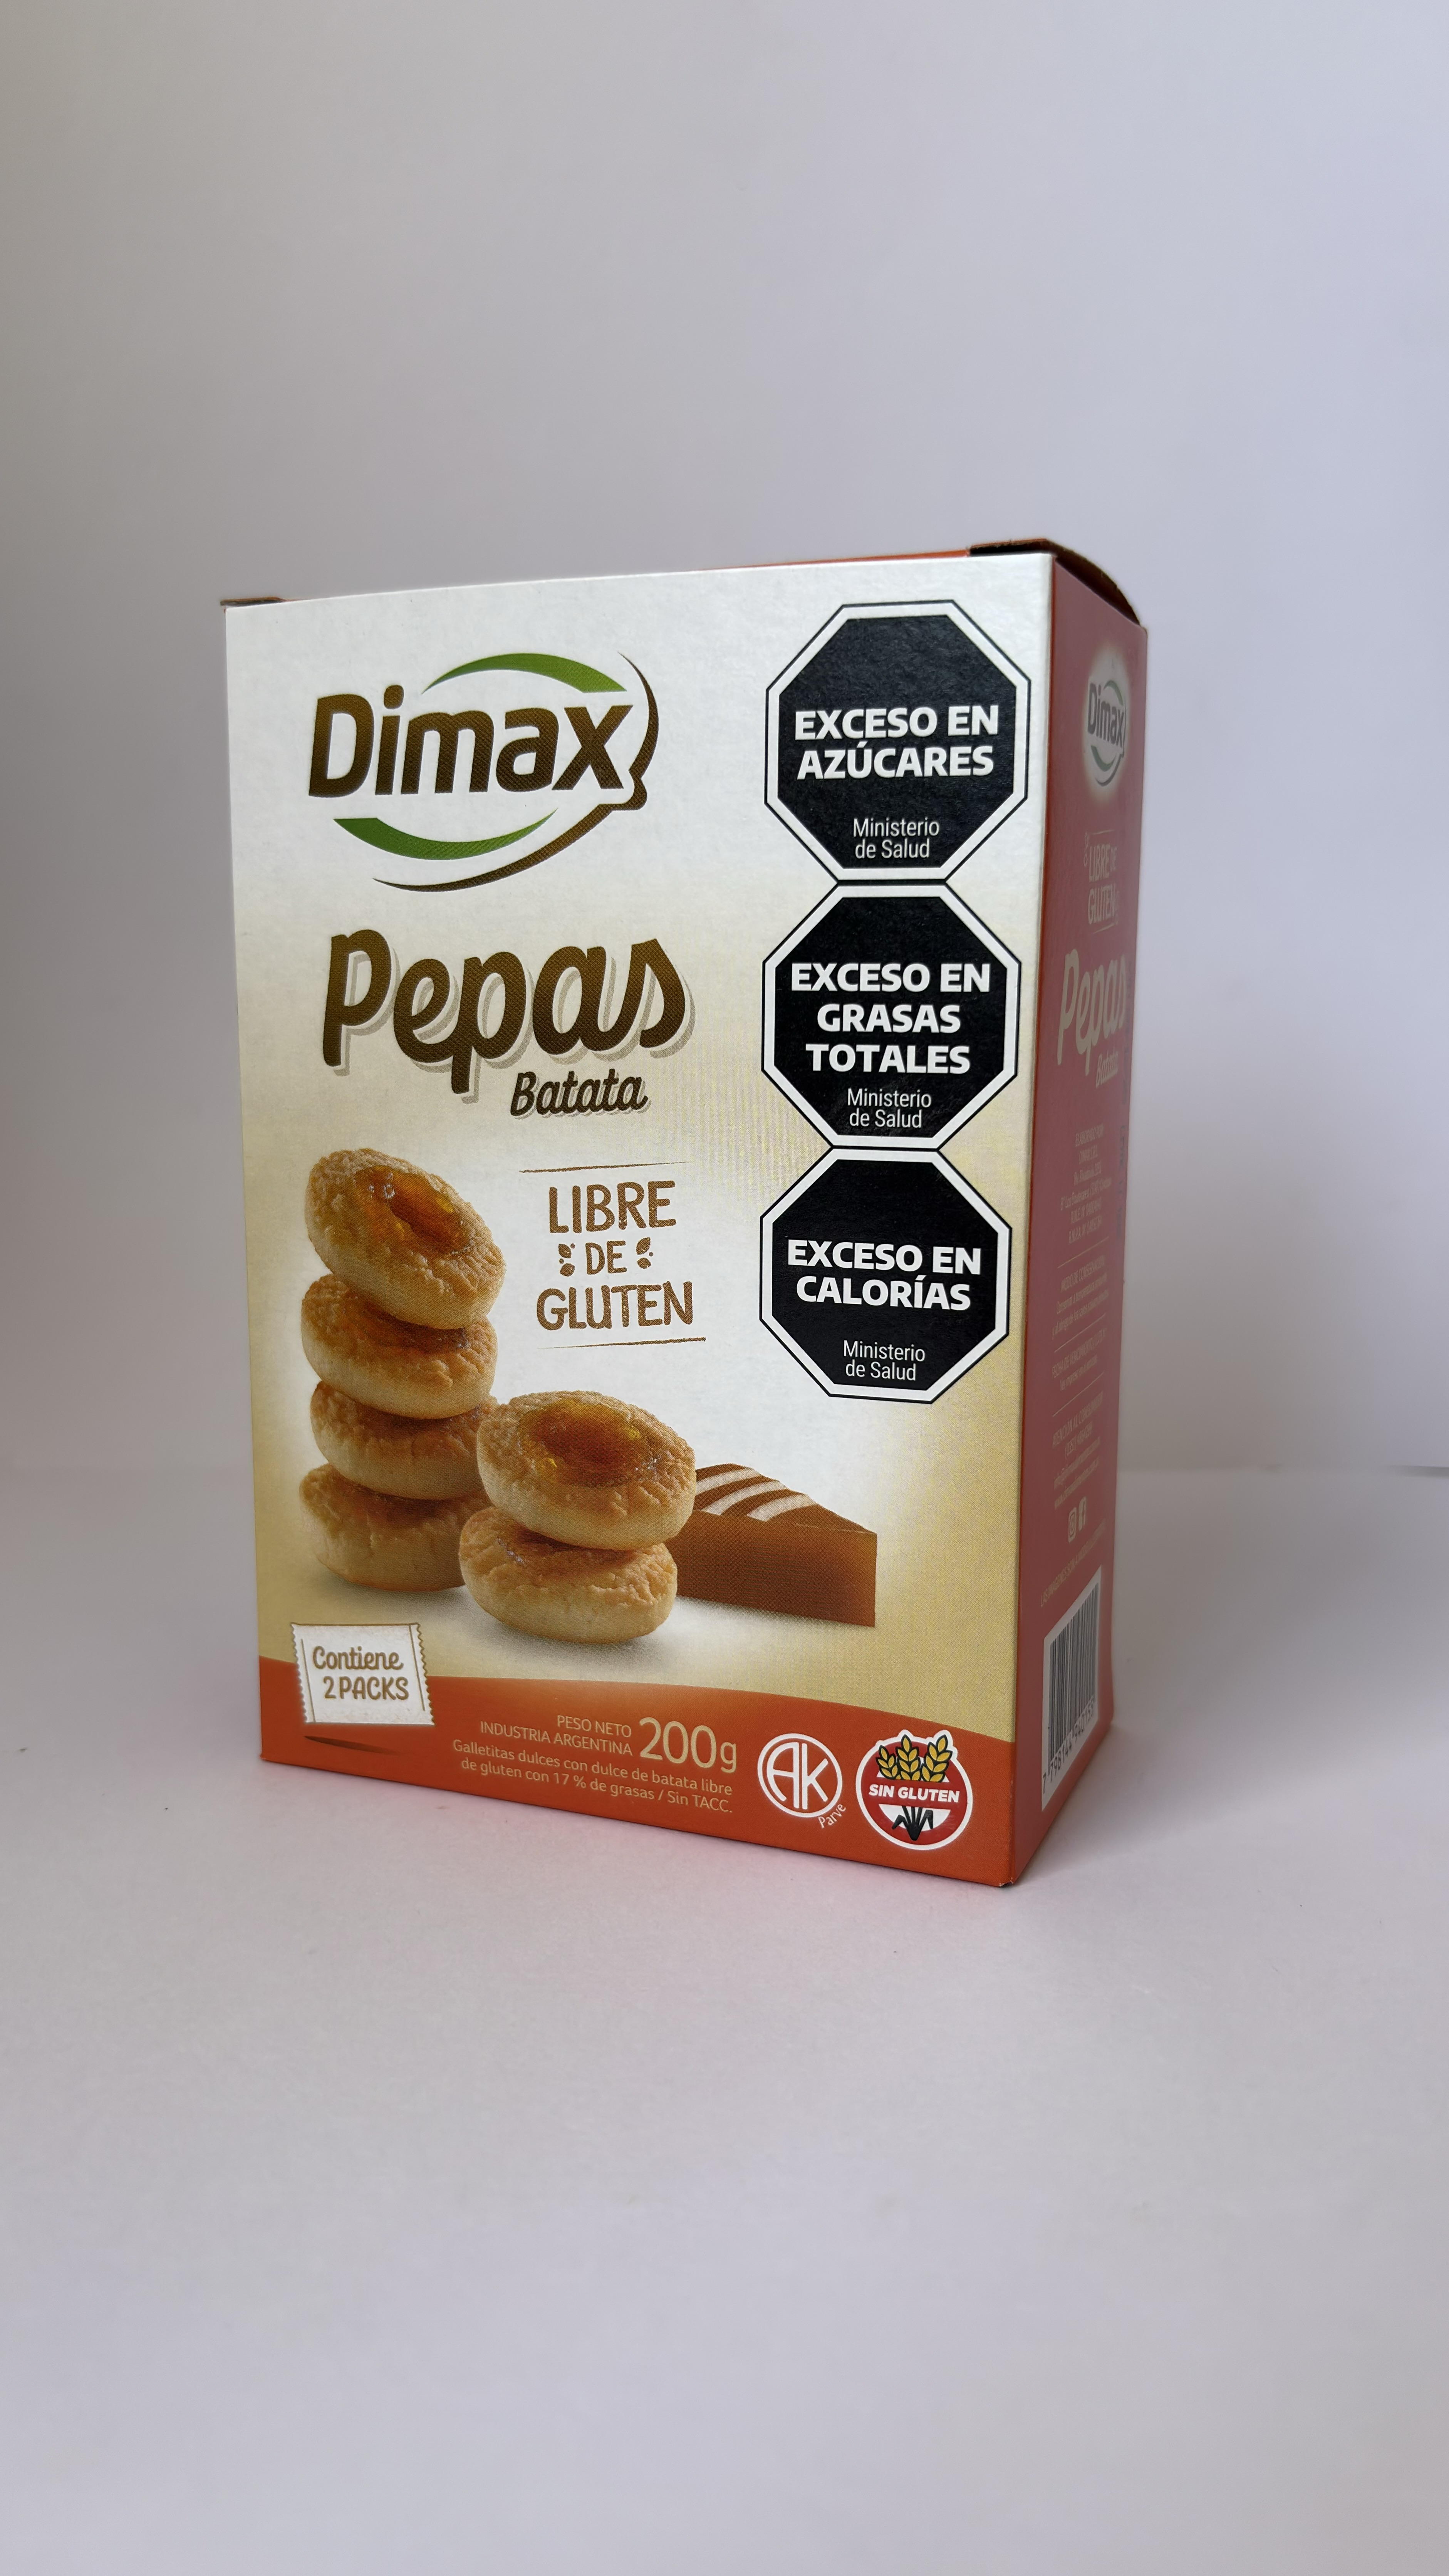 Dimax
Pepas
Batata
LIBRE
DE
GLUTEN
EXCESO EN
AZÚCARES
Ministerio
de Salud
EXCESO EN
GRASAS
TOTALES
Ministerio
de Salud
EXCESO EN
CALORÍAS
Ministerio
de Salud
Contiene
2 PACKS
PESO NETO
INDUSTRIA ARGENTINA
200g
Galletitas dulces con dulce de batata libre
de gluten con 17 % de grasas / Sin TACC.
AK
Parve
SIN GLUTEN
Dimax
LIBRE DE
GLUTEN
Pepas
Batata